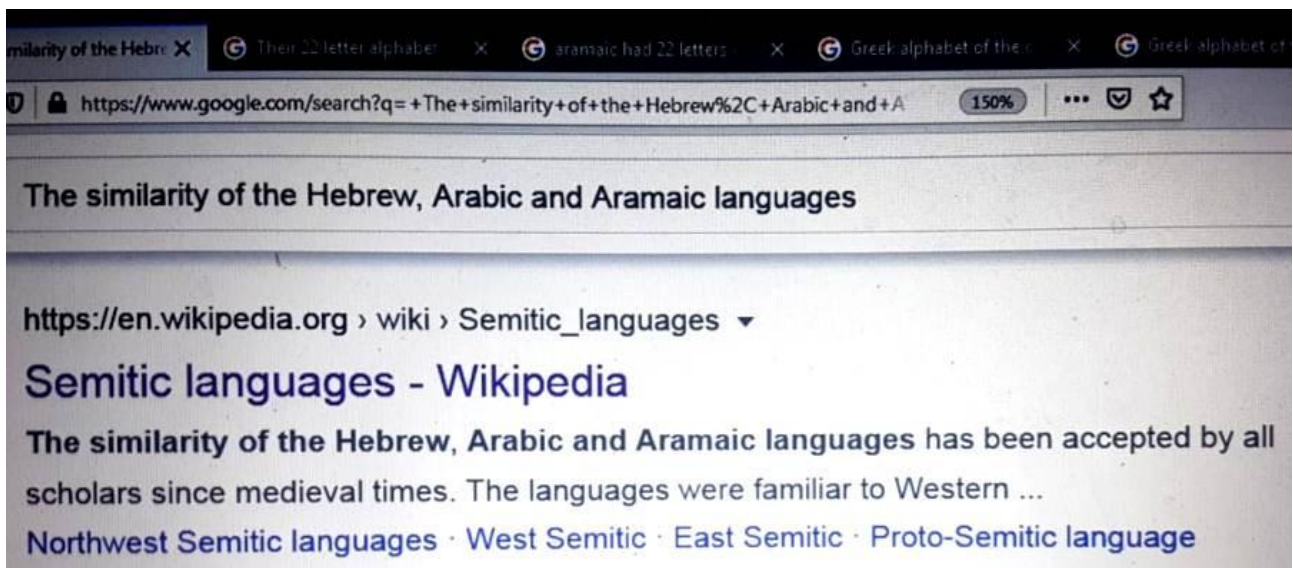 milarity of the Hebre X
Their 22 letter alphabet
aramaic had 22 letters
Greek alphabet of the
Greek alphabet of
https://www.google.com/search?q= +The+similarity+of+the+Hebrew%2C+Arabic+and+A 150%
The similarity of the Hebrew, Arabic and Aramaic languages
https://en.wikipedia.org › wiki › Semitic_languages
Semitic languages - Wikipedia
The similarity of the Hebrew, Arabic and Aramaic languages has been accepted by all
scholars since medieval times. The languages were familiar to Western ...
Northwest Semitic languages · West Semitic · East Semitic · Proto-Semitic language